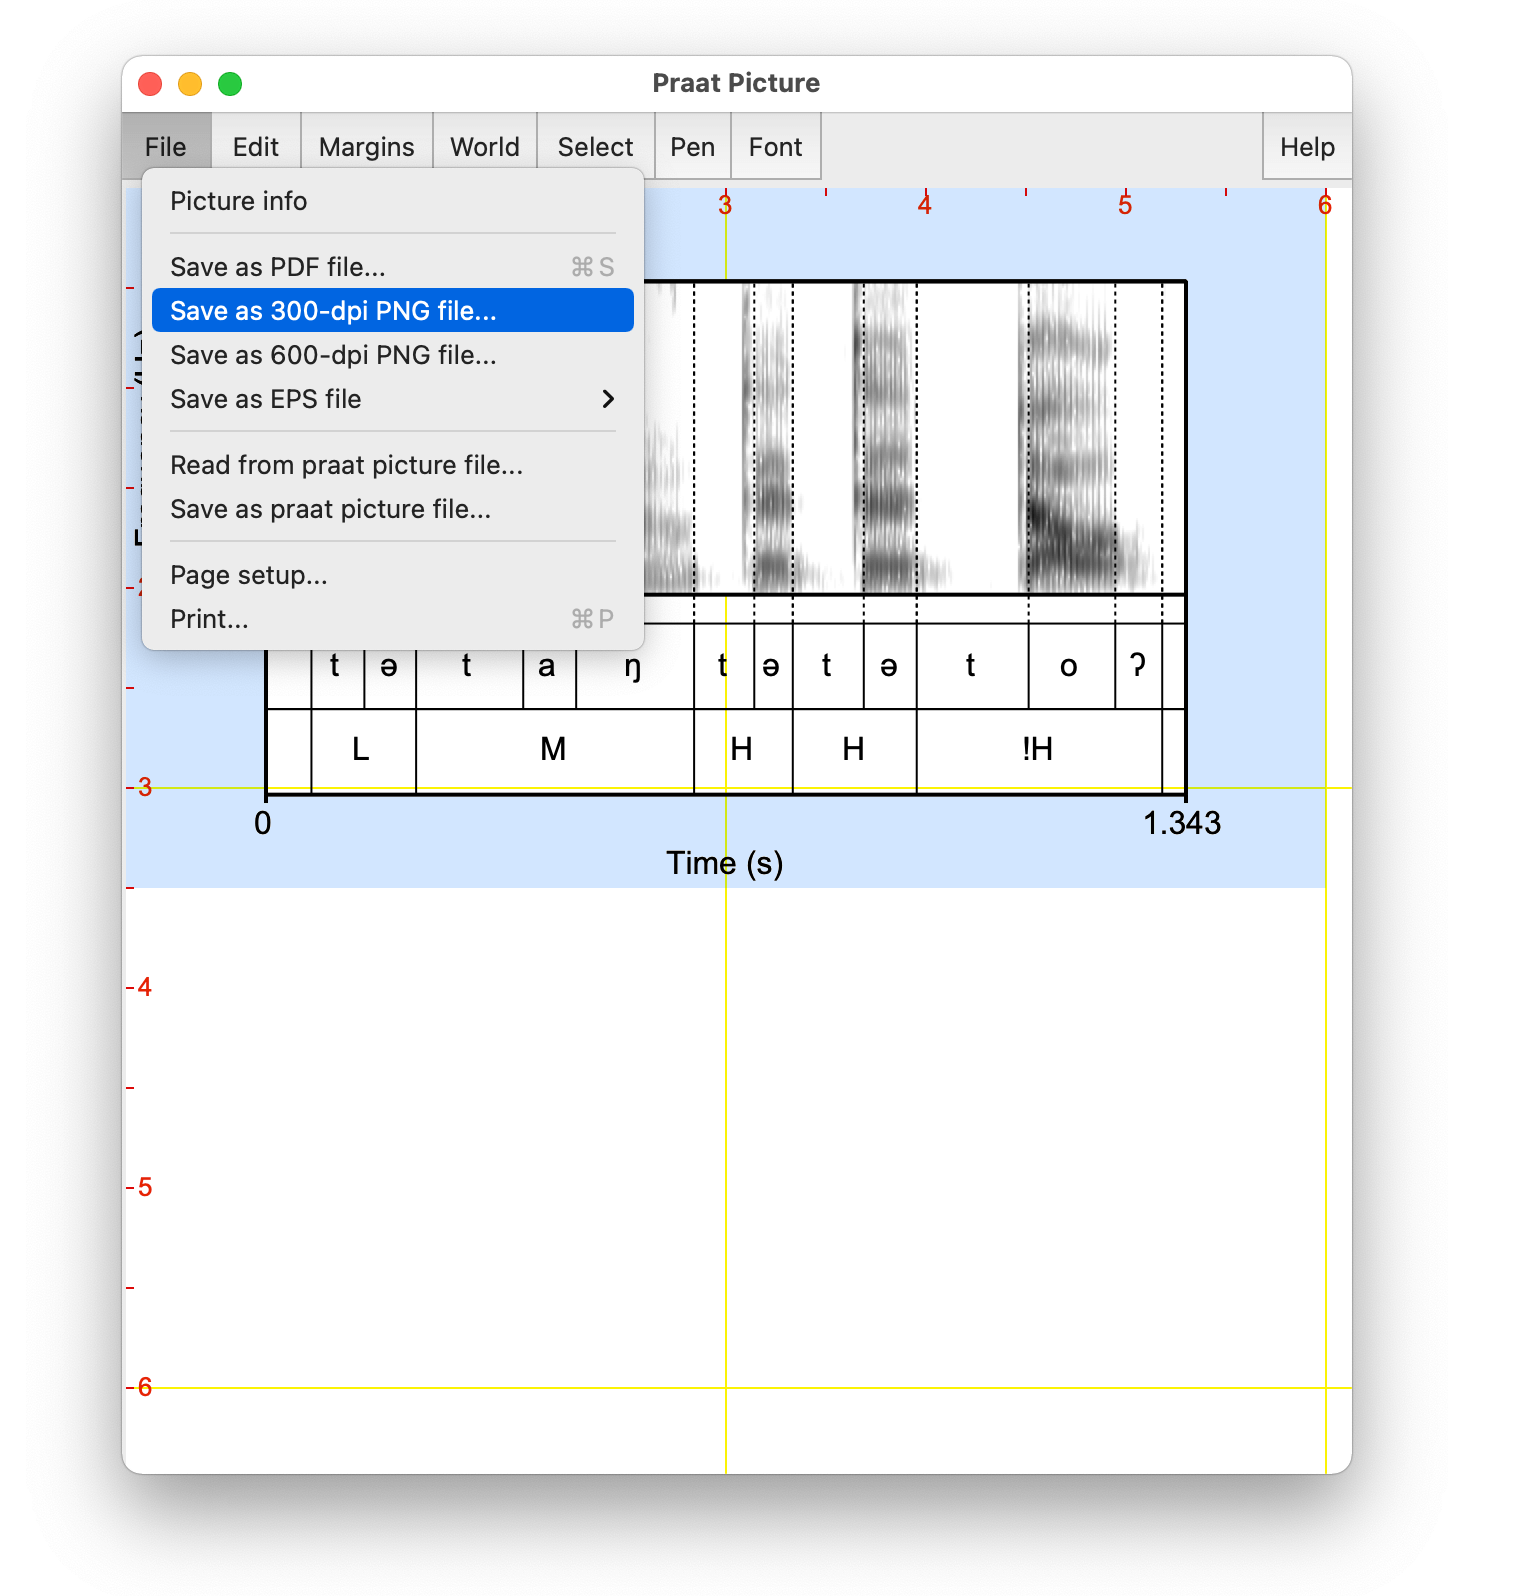 Praat Picture
File Edit Margins World Select Pen Font Help
3 4 5 6
Picture info
Save as PDF file... ⌘S
Save as 300-dpi PNG file...
Save as 600-dpi PNG file...
Save as EPS file
Read from praat picture file...
Save as praat picture file...
Page setup...
Print... ⌘P
t ə t a ŋ t ə t ə t o ʔ
L M H H !H
3
0 1.343
Time (s)
4
5
6